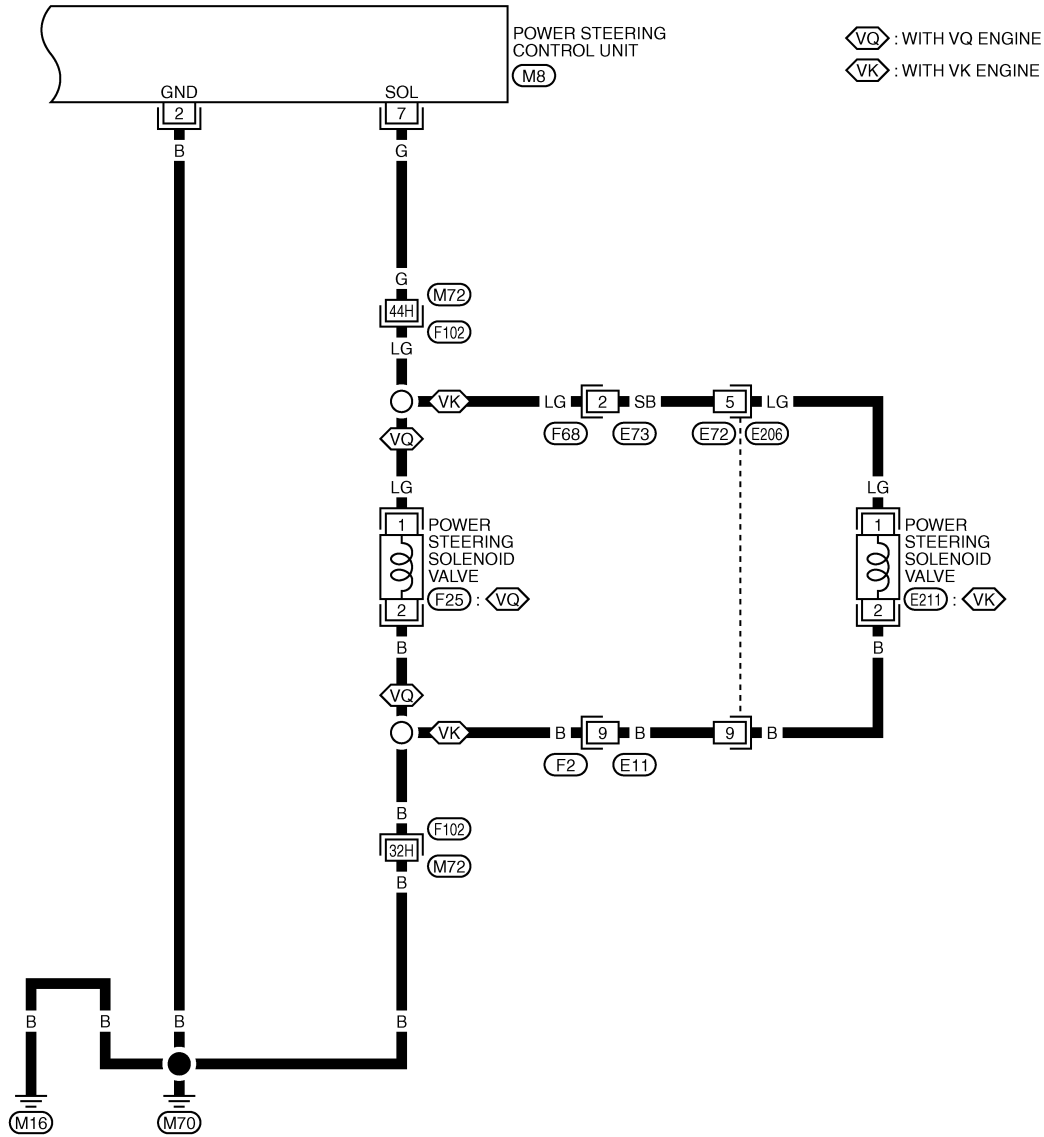 POWER STEERING
CONTROL UNIT
M8
VQ : WITH VQ ENGINE
VK : WITH VK ENGINE
GND
SOL
2
7
B
G
G
M72
44H
F102
LG
VK
LG
2
SB
5
LG
F68
E73
E72
E206
VQ
LG
LG
1
POWER
STEERING
SOLENOID
VALVE
F25 : VQ
2
B
1
POWER
STEERING
SOLENOID
VALVE
E211 : VK
2
B
VQ
VK
B
9
B
9
B
F2
E11
B
F102
32H
M72
B
B
B
B
B
M16
M70